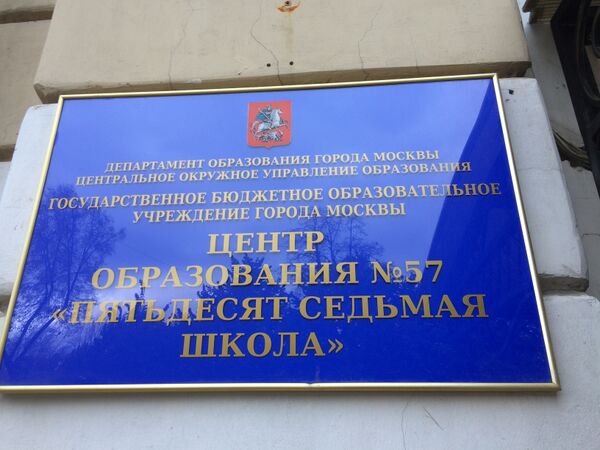 ДЕПАРТАМЕНТ ОБРАЗОВАНИЯ ГОРОДА МОСКВЫ
ЦЕНТРАЛЬНОЕ ОКРУЖНОЕ УПРАВЛЕНИЕ ОБРАЗОВАНИЯ
ГОСУДАРСТВЕННОЕ БЮДЖЕТНОЕ ОБРАЗОВАТЕЛЬНОЕ
УЧРЕЖДЕНИЕ ГОРОДА МОСКВЫ
ЦЕНТР
ОБРАЗОВАНИЯ №57
«ПЯТЬДЕСЯТ СЕДЬМАЯ
ШКОЛА»